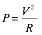 P = V²/R